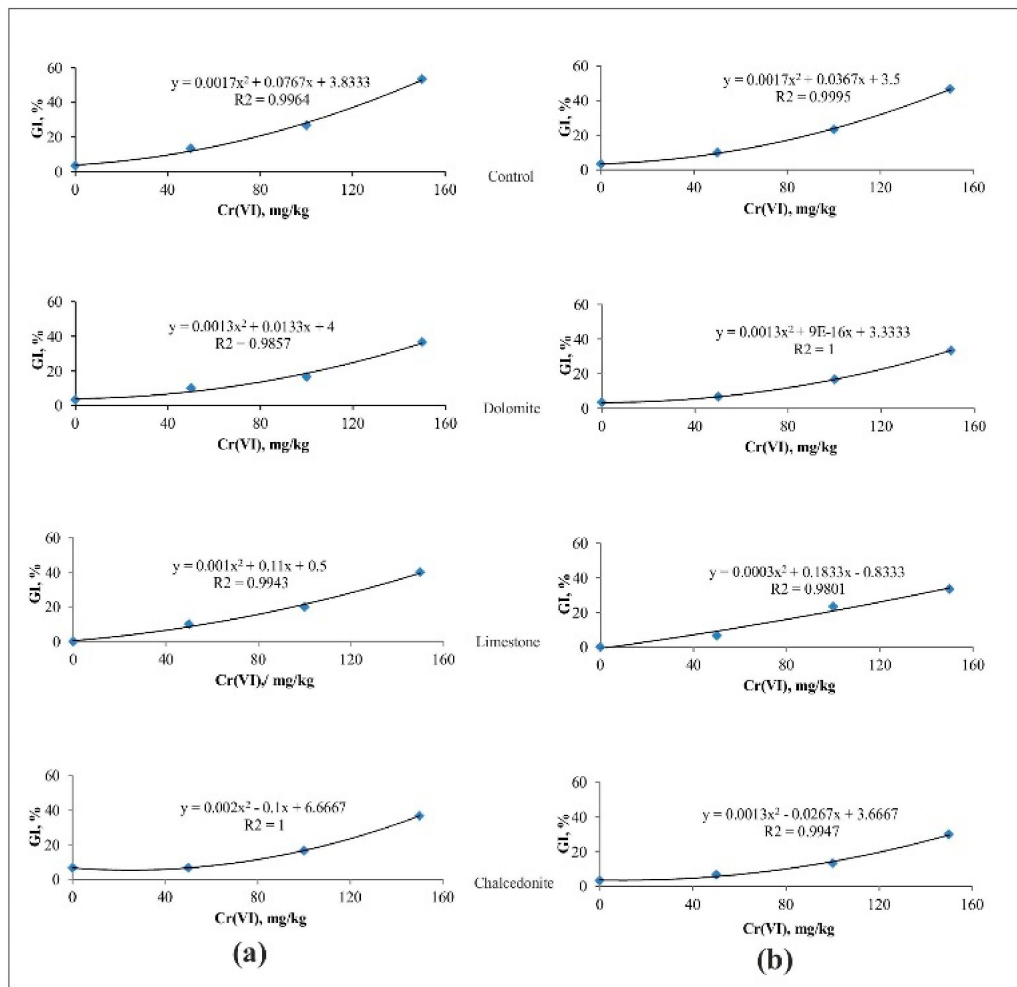 y = 0.0017x² + 0.0767x + 3.8333
R2 = 0.9964
GI, %
60
40
20
0
0 40 80 120 160
Cr(VI), mg/kg
Control
y = 0.0017x² + 0.0367x + 3.5
R2 = 0.9995
GI, %
60
40
20
0
0 40 80 120 160
Cr(VI), mg/kg
y = 0.0013x² + 0.0133x + 4
R2 = 0.9857
GI, %
60
40
20
0
0 40 80 120 160
Cr(VI), mg/kg
Dolomite
y = 0.0013x² + 9E-16x + 3.3333
R2 = 1
GI, %
60
40
20
0
0 40 80 120 160
Cr(VI), mg/kg
y = 0.001x² + 0.11x + 0.5
R2 = 0.9943
GI, %
60
40
20
0
0 40 80 120 160
Cr(VI),/ mg/kg
Limestone
y = 0.0003x² + 0.1833x - 0.8333
R2 = 0.9801
GI, %
60
40
20
0
0 40 80 120 160
Cr(VI), mg/kg
y = 0.002x² - 0.1x + 6.6667
R2 = 1
GI, %
60
40
20
0
0 40 80 120 160
Cr(VI), mg/kg
Chalcedonite
y = 0.0013x² - 0.0267x + 3.6667
R2 = 0.9947
GI, %
60
40
20
0
0 40 80 120 160
Cr(VI), mg/kg
(a)
(b)